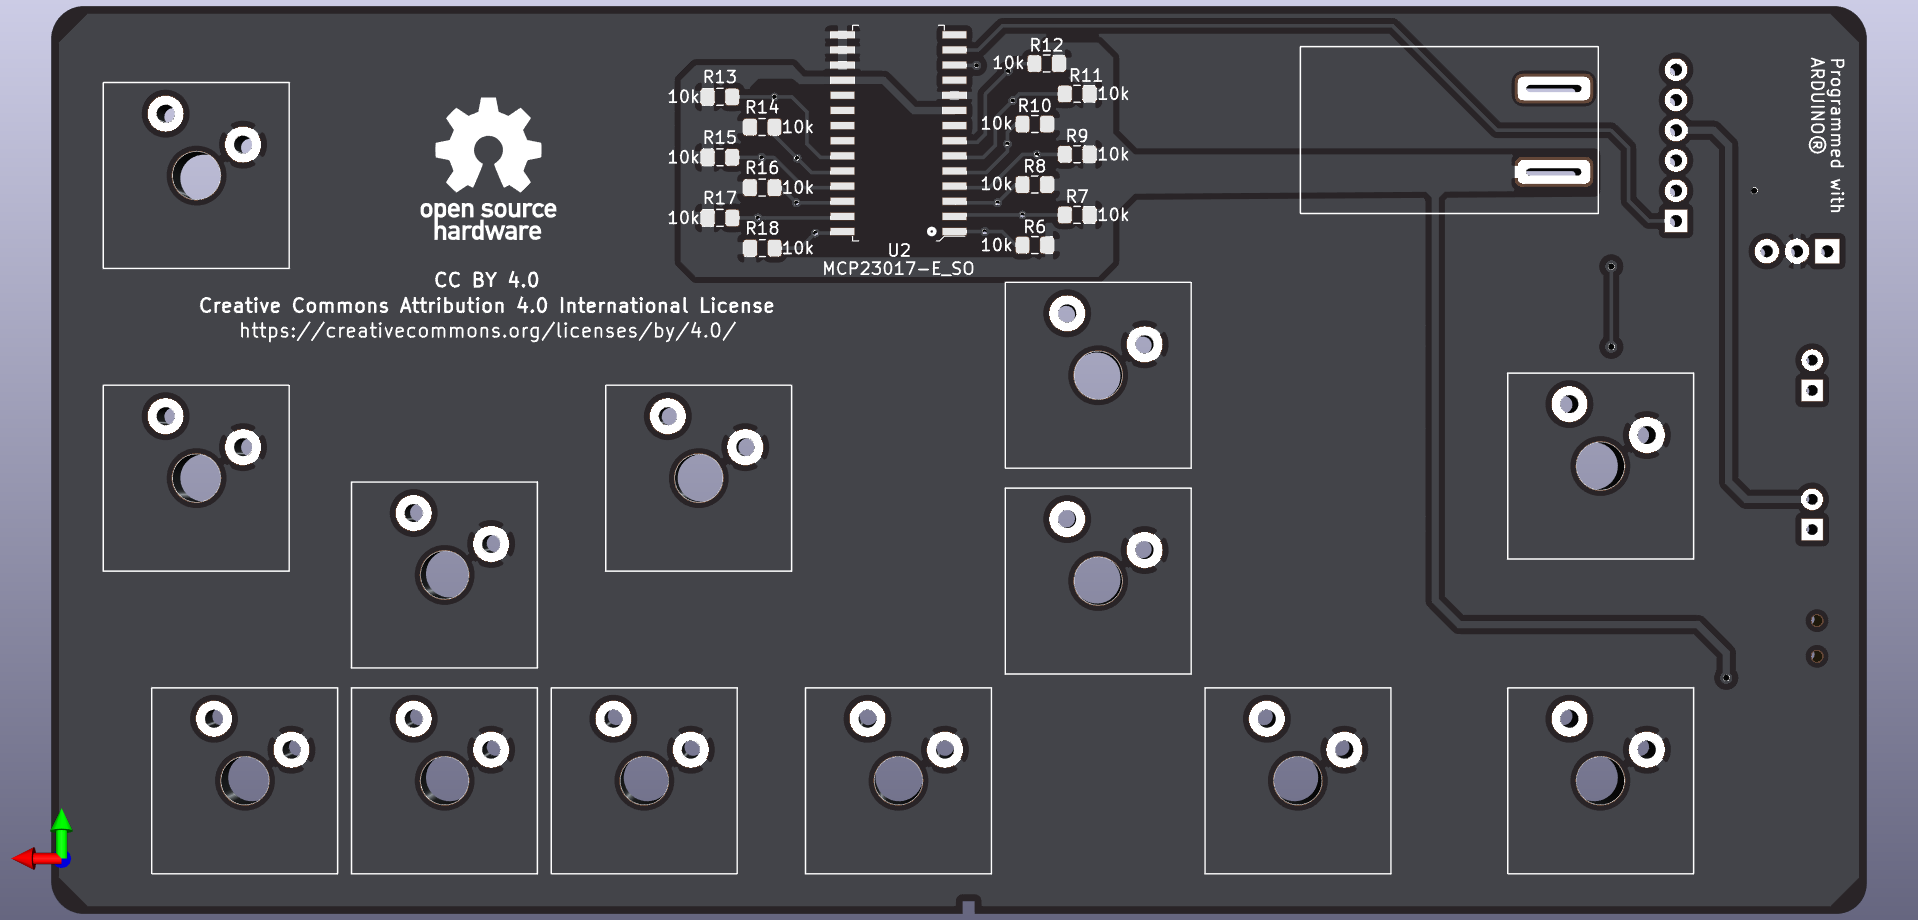 R12
10k
R13
10k
R11
10k
R14
10k
R10
10k
R15
10k
R9
10k
R16
10k
R8
10k
R17
10k
R7
10k
R18
10k
R6
10k
U2
MCP23017-E_SO
open source
hardware
CC BY 4.0
Creative Commons Attribution 4.0 International License
https://creativecommons.org/licenses/by/4.0/
Programmed with
ARDUINO®